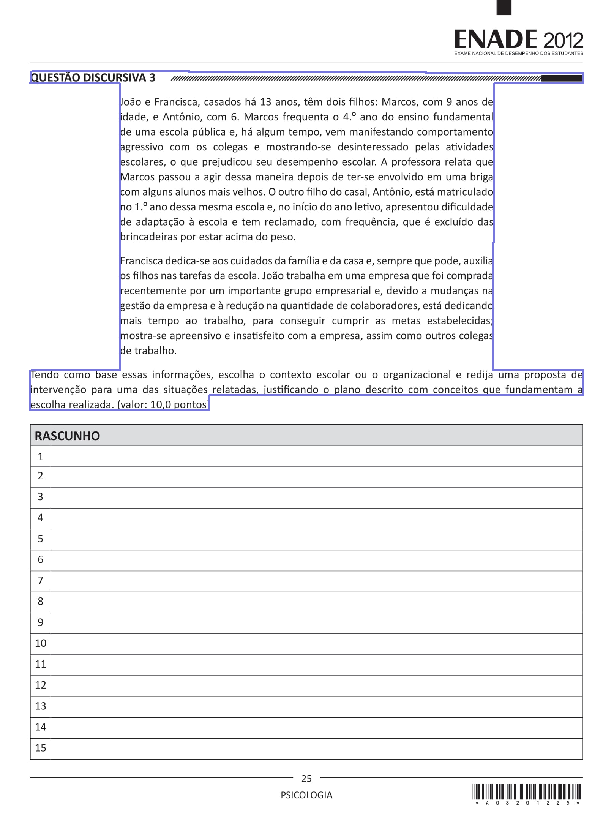 ENADE 2012
EXAME NACIONAL DE DESEMPENHO DOS ESTUDANTES
QUESTÃO DISCURSIVA 3
João e Francisca, casados há 13 anos, têm dois filhos: Marcos, com 9 anos de
idade, e Antônio, com 6. Marcos frequenta o 4.º ano do ensino fundamental
de uma escola pública e, há algum tempo, vem manifestando comportamento
agressivo com os colegas e mostrando-se desinteressado pelas atividades
escolares, o que prejudicou seu desempenho escolar. A professora relata que
Marcos passou a agir dessa maneira depois de ter-se envolvido em uma briga
com alguns alunos mais velhos. O outro filho do casal, Antônio, está matriculado
no 1.º ano dessa mesma escola e, no início do ano letivo, apresentou dificuldade
de adaptação à escola e tem reclamado, com frequência, que é excluído das
brincadeiras por estar acima do peso.
Francisca dedica-se aos cuidados da família e da casa e, sempre que pode, auxilia
os filhos nas tarefas da escola. João trabalha em uma empresa que foi comprada
recentemente por um importante grupo empresarial e, devido a mudanças na
gestão da empresa e à redução na quantidade de colaboradores, está dedicando
mais tempo ao trabalho, para conseguir cumprir as metas estabelecidas;
mostra-se apreensivo e insatisfeito com a empresa, assim como outros colegas
de trabalho.
Tendo como base essas informações, escolha o contexto escolar ou o organizacional e redija uma proposta de
intervenção para uma das situações relatadas, justificando o plano descrito com conceitos que fundamentam a
escolha realizada. (valor: 10,0 pontos)
RASCUNHO
1
2
3
4
5
6
7
8
9
10
11
12
13
14
15
25
PSICOLOGIA
*A03201225*